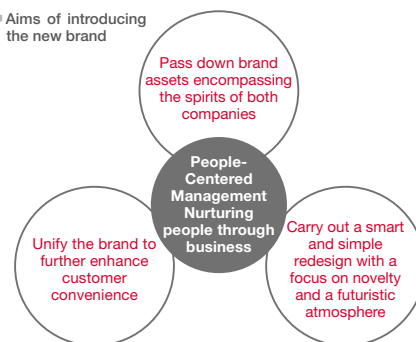 Aims of introducing
the new brand
Pass down brand
assets encompassing
the spirits of both
companies
People-
Centered
Management
Nurturing
people through
business
Unify the brand to
further enhance
customer
convenience
Carry out a smart
and simple
redesign with a
focus on novelty
and a futuristic
atmosphere